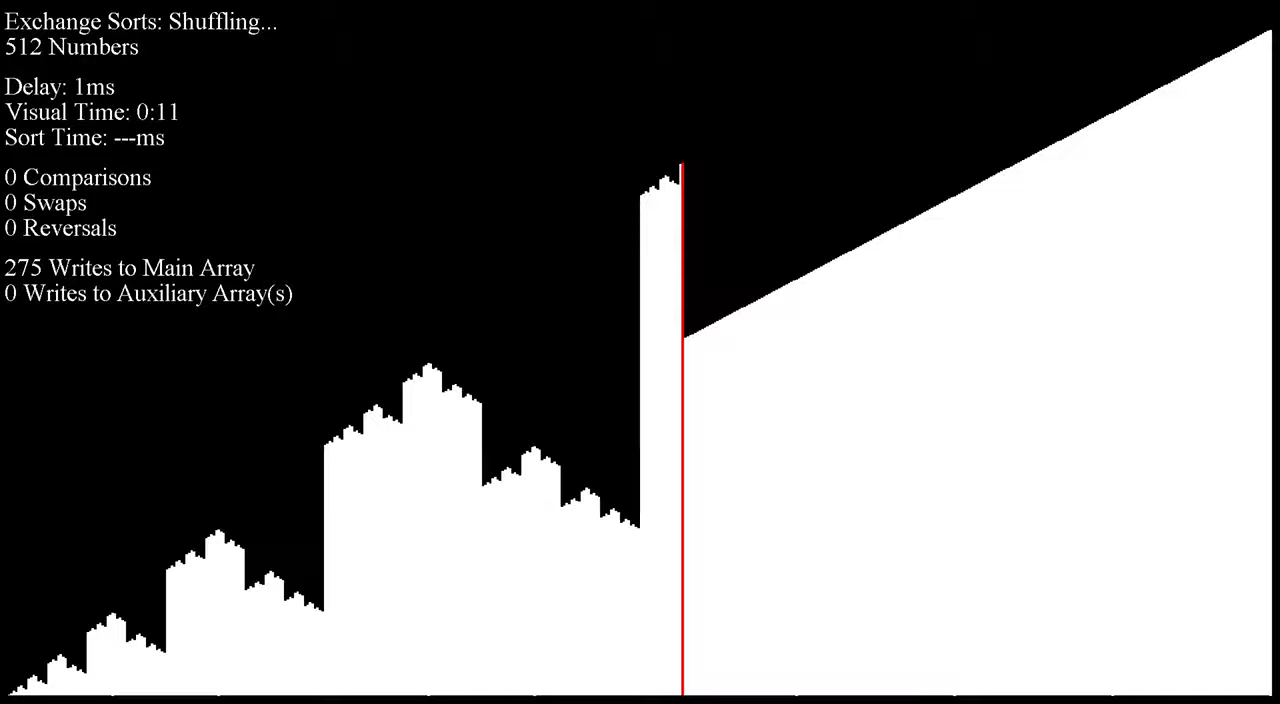 Exchange Sorts: Shuffling...
512 Numbers
Delay: 1ms
Visual Time: 0:11
Sort Time: ---ms
0 Comparisons
0 Swaps
0 Reversals
275 Writes to Main Array
0 Writes to Auxiliary Array(s)